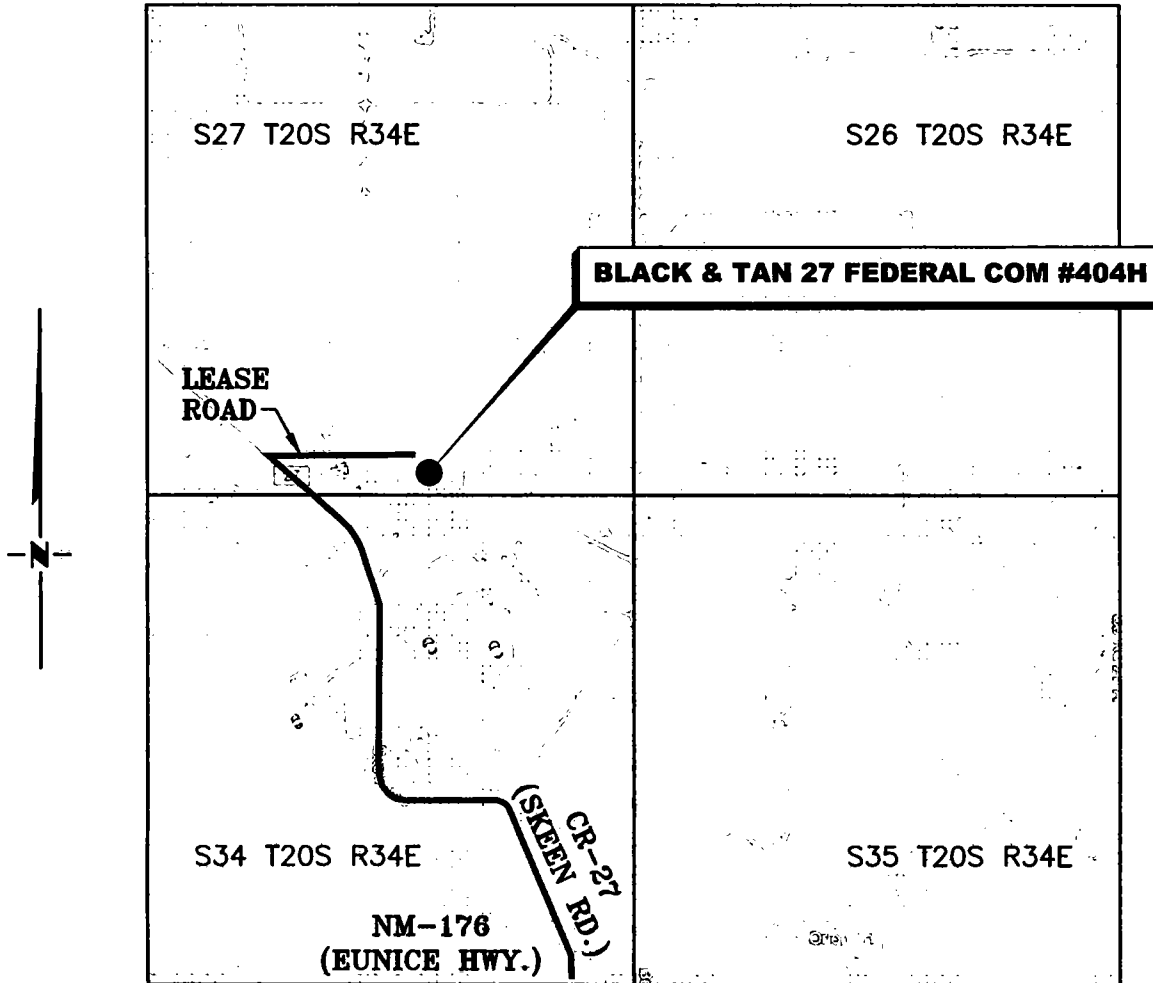 S27 T20S R34E
S26 T20S R34E
BLACK & TAN 27 FEDERAL COM #404H
LEASE
ROAD
27
N
CR-27
(SKEEN RD.)
S34 T20S R34E
S35 T20S R34E
NM-176
(EUNICE HWY.)